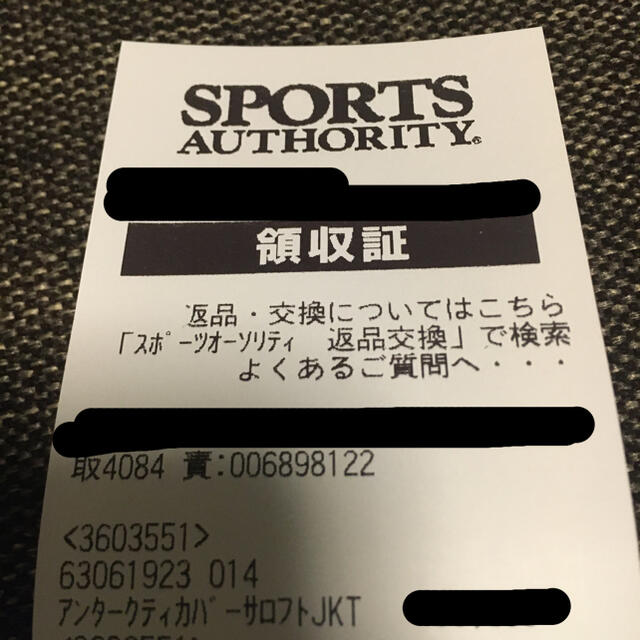 SPORTS
AUTHORITY®
領収証
返品・交換についてはこちら
「ｽﾎﾟｰﾂオーソリティ　返品交換」で検索
よくあるご質問へ・・・
取4084 責:006898122
<3603551>
63061923 014
アンタークティカバーサロフトJKT